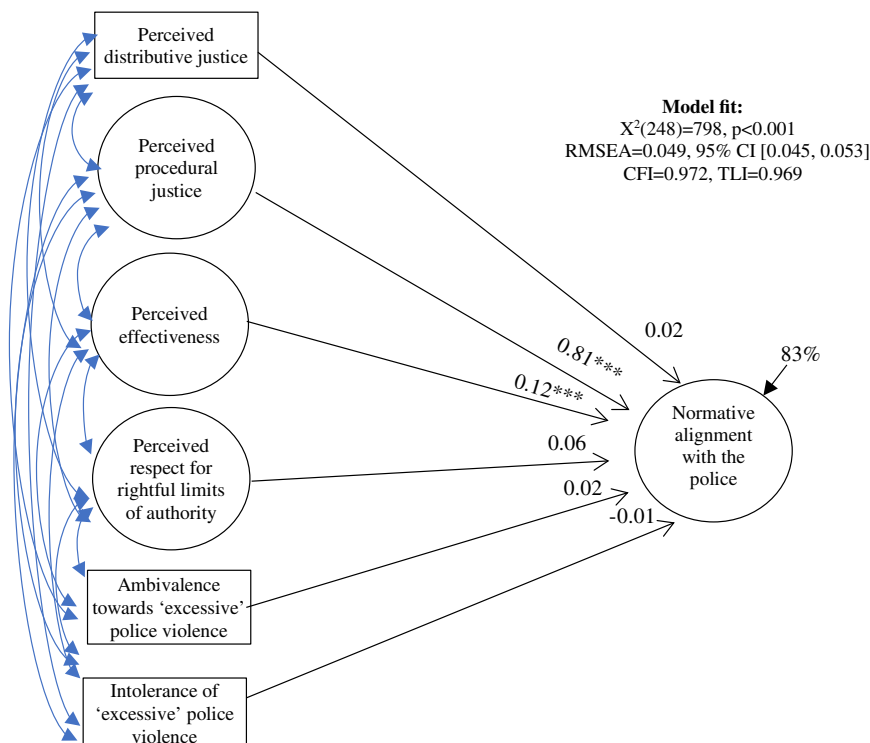 Perceived
distributive justice
Model fit:
X²(248)=798, p<0.001
RMSEA=0.049, 95% CI [0.045, 0.053]
CFI=0.972, TLI=0.969
Perceived
procedural
justice
Perceived
effectiveness
0.02
0.81***
0.12***
83%
Normative
alignment
with the
police
Perceived
respect for
rightful limits
of authority
0.06
0.02
-0.01
Ambivalence
towards ‘excessive’
police violence
Intolerance of
‘excessive’ police
violence